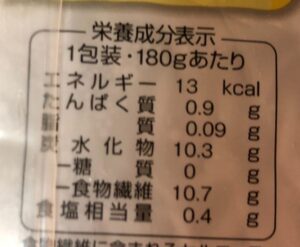 栄養成分表示
1包装・180gあたり
エネルギー 13 kcal
たんぱく質 0.9 g
脂質 0.09 g
炭水化物 10.3 g
－糖質 0 g
－食物繊維 10.7 g
食塩相当量 0.4 g